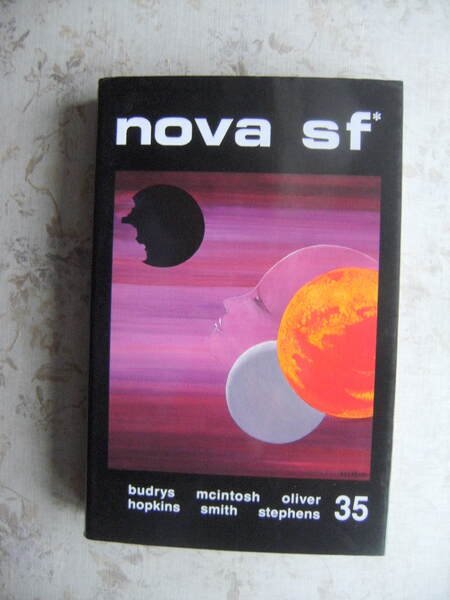 nova sf*
budrys mcintosh oliver
hopkins smith stephens 35